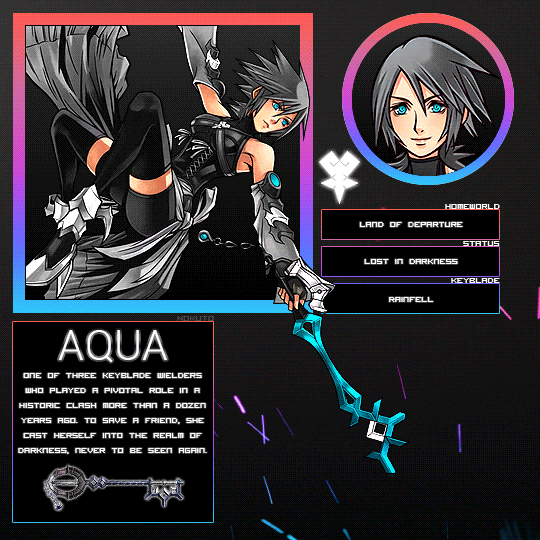 HOMEWORLD
LAND OF DEPARTURE
STATUS
LOST IN DARKNESS
KEYBLADE
RAINFELL
NOKUTO
AQUA
ONE OF THREE KEYBLADE WIELDERS
WHO PLAYED A PIVOTAL ROLE IN A
HISTORIC CLASH MORE THAN A DOZEN
YEARS AGO. TO SAVE A FRIEND, SHE
CAST HERSELF INTO THE REALM OF
DARKNESS, NEVER TO BE SEEN AGAIN.